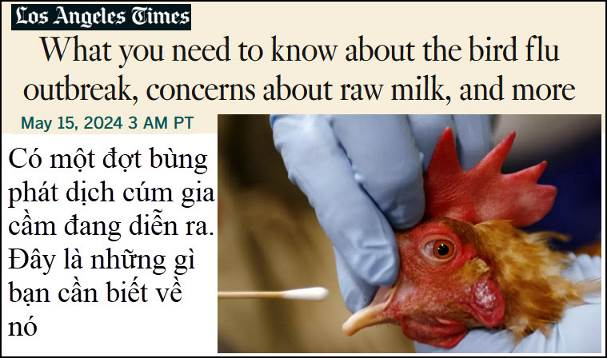 Los Angeles Times
What you need to know about the bird flu
outbreak, concerns about raw milk, and more
May 15, 2024 3 AM PT
Có một đợt bùng
phát dịch cúm gia
cầm đang diễn ra.
Đây là những gì
bạn cần biết về
nó